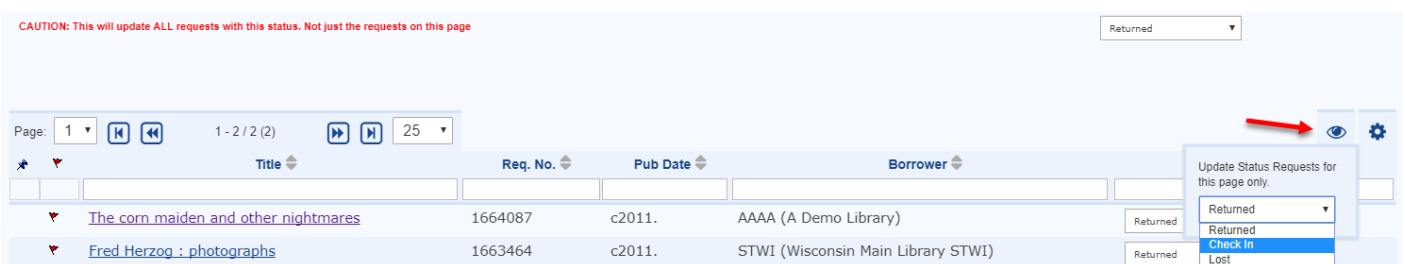 CAUTION: This will update ALL requests with this status. Not just the requests on this page
Returned
Page: 1 1 - 2 / 2 (2) 25
Title Req. No. Pub Date Borrower
Update Status Requests for
this page only.
Returned
The corn maiden and other nightmares 1664087 c2011. AAAA (A Demo Library) Returned
Returned
Check In
Fred Herzog : photographs 1663464 c2011. STWI (Wisconsin Main Library STWI) Returned
Lost